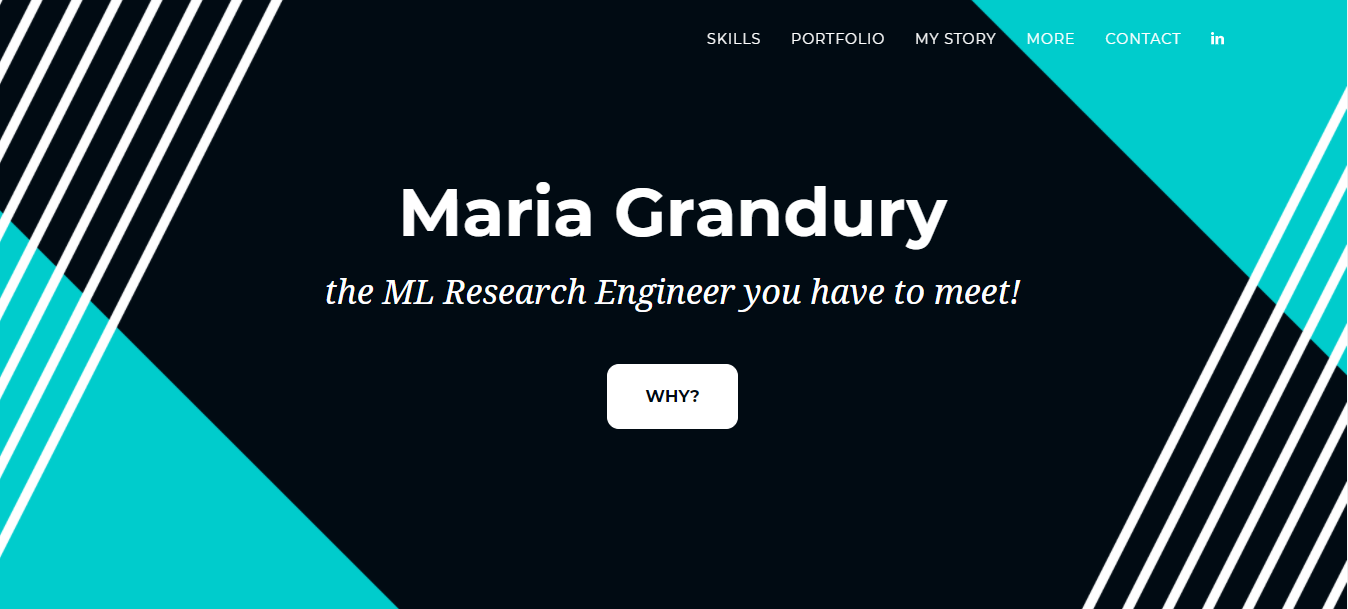 SKILLS PORTFOLIO MY STORY MORE CONTACT in
Maria Grandury
the ML Research Engineer you have to meet!
WHY?